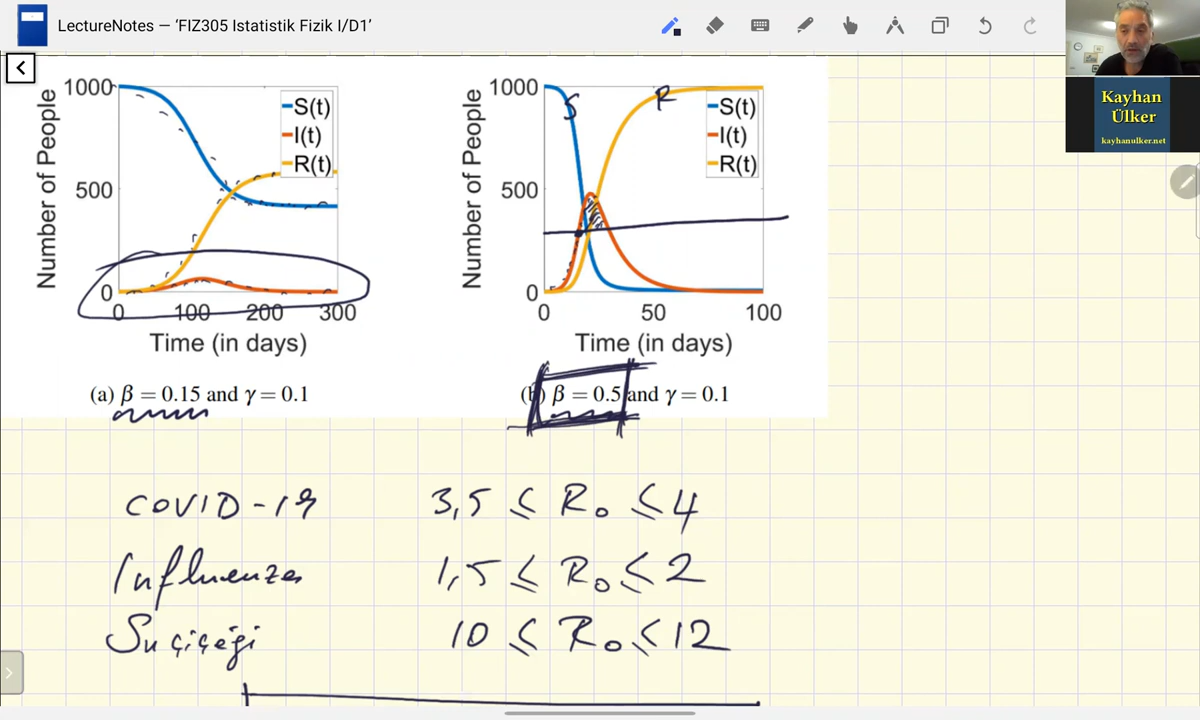 LectureNotes — ‘FIZ305 Istatistik Fizik I/D1’
Kayhan
Ülker
kayhanulker.net
1000
500
0
Number of People
S(t)
I(t)
R(t)
0 100 200 300
Time (in days)
(a) β = 0.15 and γ = 0.1
1000
500
0
Number of People
S
R
S(t)
I(t)
R(t)
0 50 100
Time (in days)
(b) β = 0.5 and γ = 0.1
COVID-19 3,5 ≤ R₀ ≤ 4
Influenza 1,5 ≤ R₀ ≤ 2
Su çiçeği 10 ≤ R₀ ≤ 12